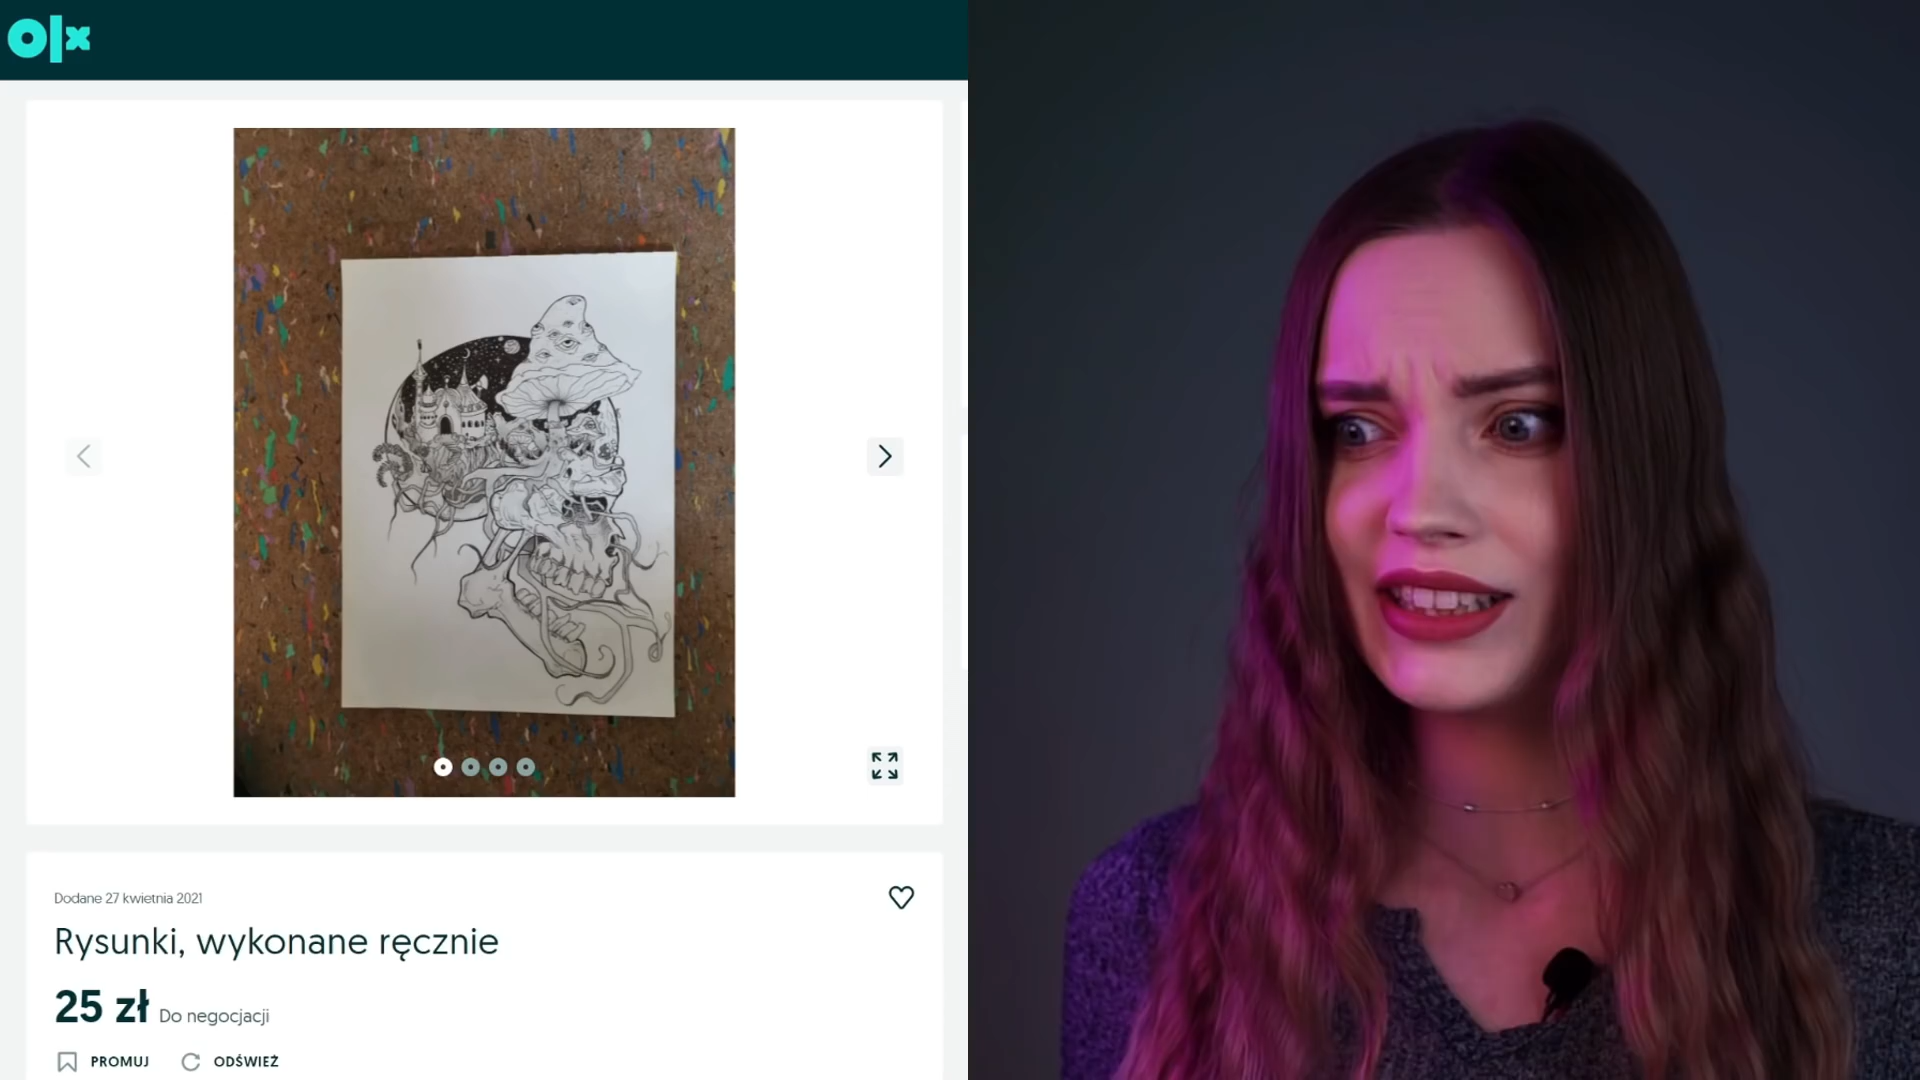 olx
Dodane 27 kwietnia 2021
Rysunki, wykonane ręcznie
25 zł Do negocjacji
PROMUJ ODŚWIEŻ